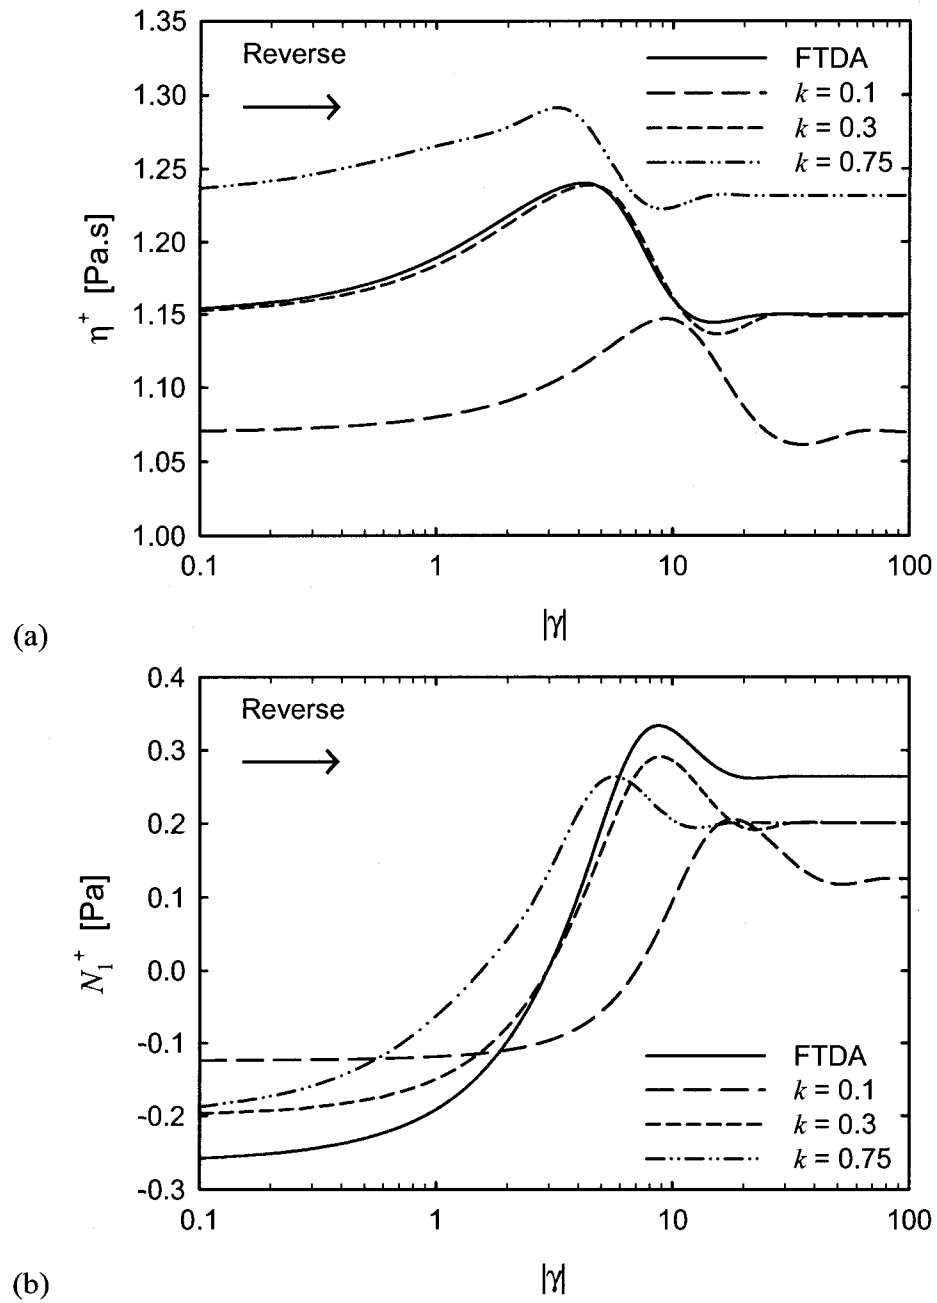 1.35
Reverse
FTDA
k = 0.1
k = 0.3
k = 0.75
1.30
1.25
1.20
1.15
1.10
1.05
1.00
η⁺ [Pa.s]
0.1 1 10 100
|γ|
(a)
0.4
Reverse
0.3
0.2
0.1
0.0
-0.1
-0.2
-0.3
N₁⁺ [Pa]
FTDA
k = 0.1
k = 0.3
k = 0.75
0.1 1 10 100
|γ|
(b)